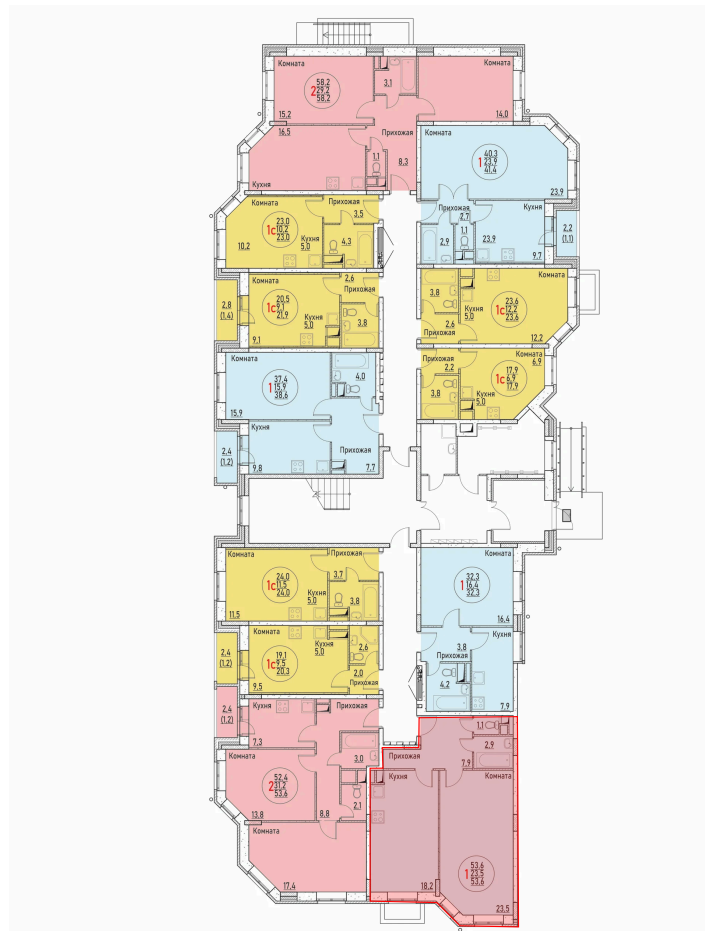 Комната
58,2
2 29,2
58,2
15,2
3,1
Комната
14,0
16,5
Прихожая
1,1
8,3
Кухня
Комната
40,3
1 23,9
41,4
23,9
Комната
23,0
1с 10,2
23,0
10,2
Прихожая
3,5
Кухня
5,0
4,3
Прихожая
7,7
2,9
1,1
23,9
Кухня
9,7
2,2
(1,1)
2,8
(1,4)
Комната
20,5
1с 9,1
21,9
9,1
2,6
Прихожая
Кухня
5,0
3,8
Комната
23,6
1с 12,2
23,6
12,2
3,8
Кухня
5,0
2,6
Прихожая
Комната
37,4
1 15,9
38,6
15,9
4,0
Прихожая
2,2
3,8
Комната
6,9
17,9
1с 6,9
17,9
Кухня
5,0
2,4
(1,2)
Кухня
9,8
Прихожая
7,7
Комната
24,0
1с 11,5
24,0
11,5
Прихожая
3,7
Кухня
5,0
3,8
Комната
32,3
1 16,4
32,3
16,4
2,4
(1,2)
Комната
19,1
1с 9,5
20,3
9,5
Кухня
5,0
2,6
2,0
Прихожая
3,8
Прихожая
4,2
Кухня
7,9
2,4
(1,2)
Кухня
7,3
Прихожая
Комната
52,4
2 31,2
53,6
13,8
3,0
2,1
8,8
Комната
17,4
1,1
2,9
7,9
Прихожая
Кухня
18,2
Комната
53,6
1 23,5
53,6
23,5